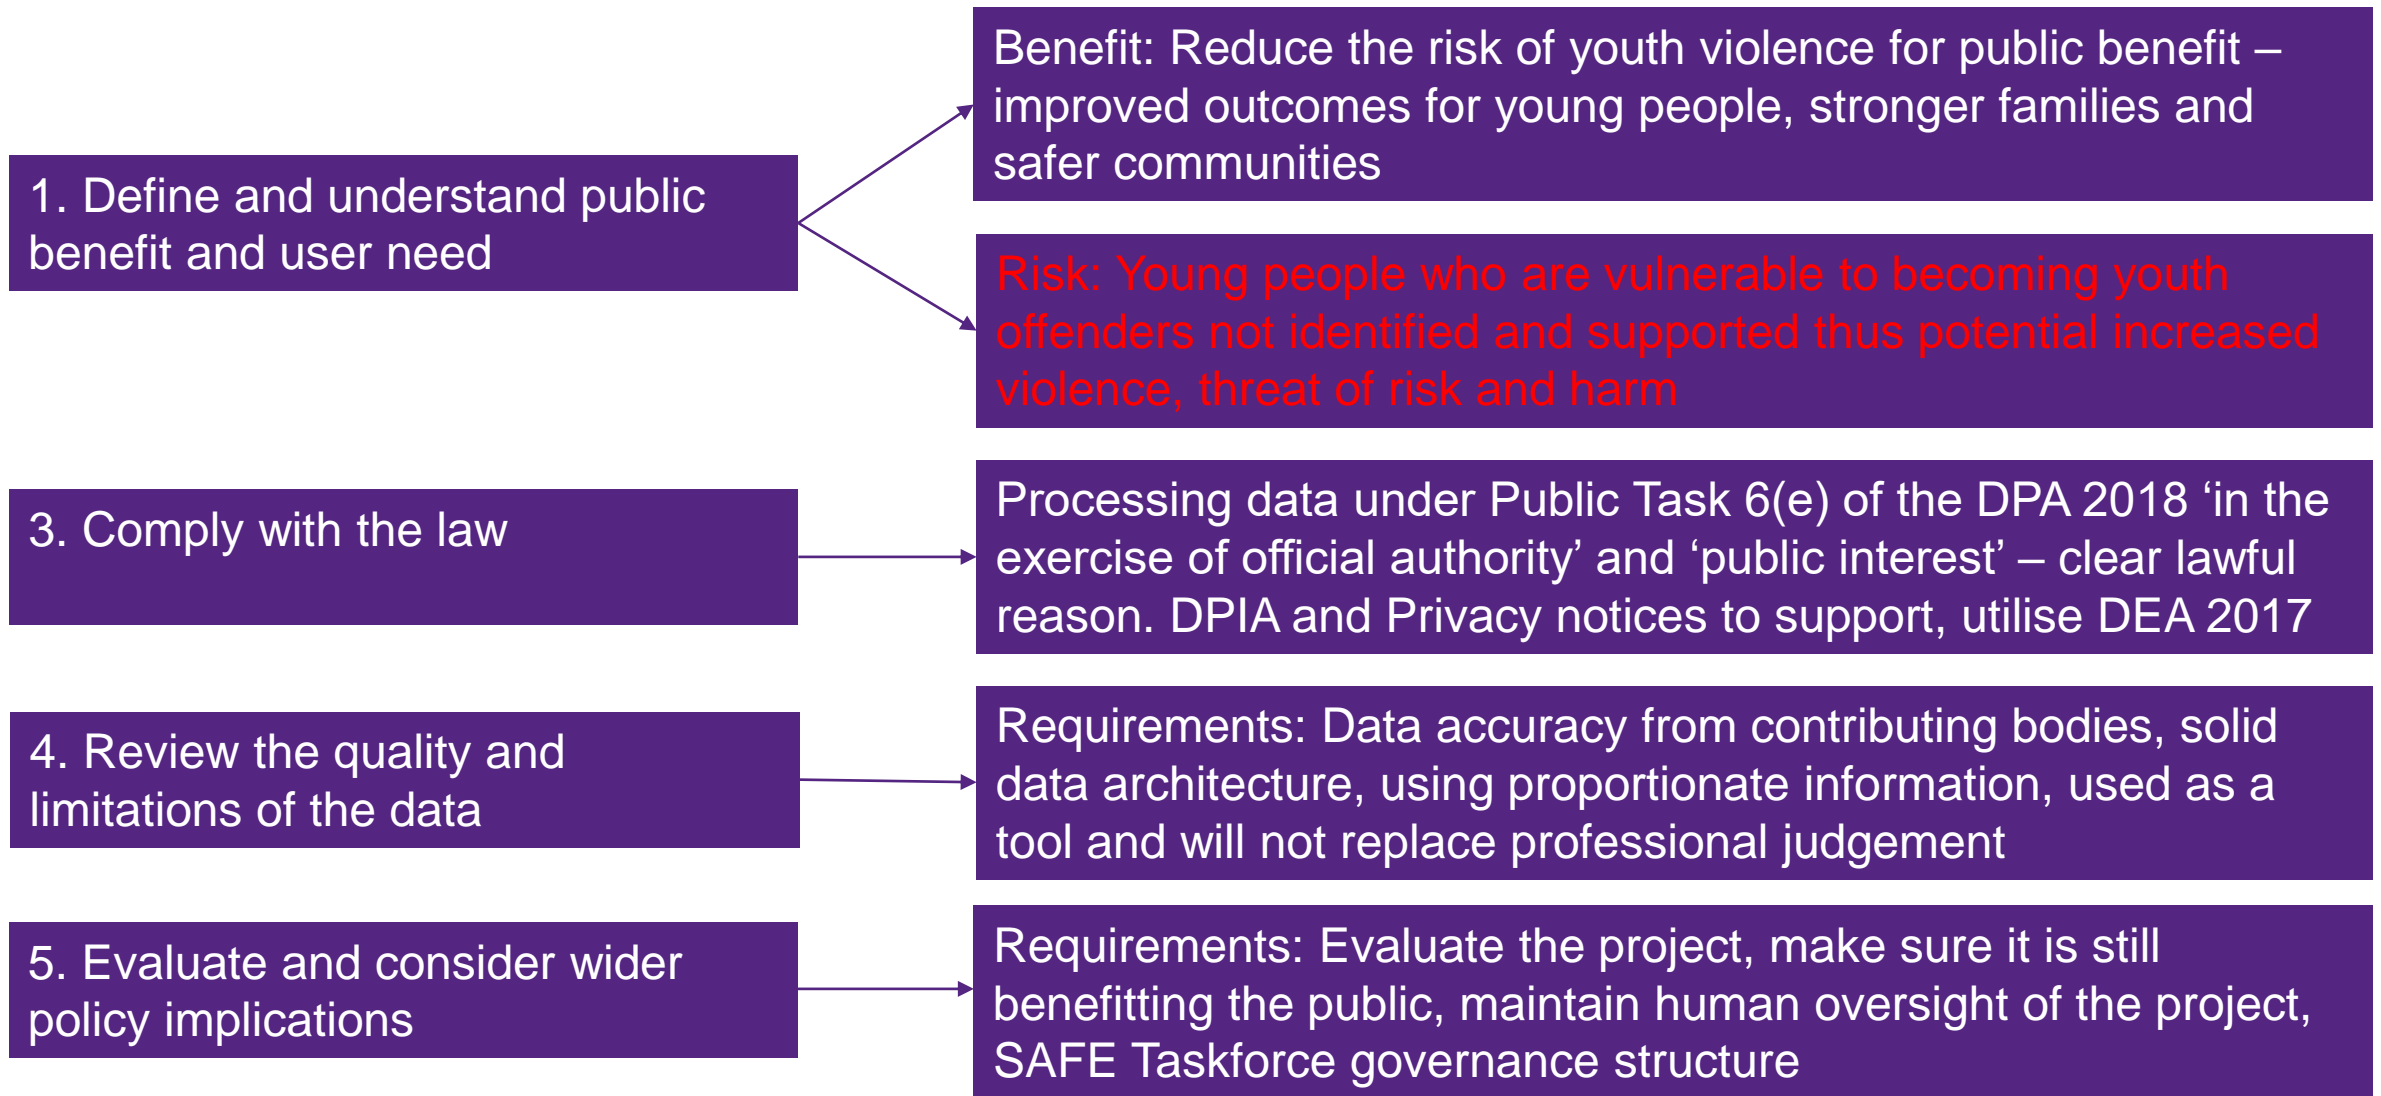 1. Define and understand public
benefit and user need
Benefit: Reduce the risk of youth violence for public benefit –
improved outcomes for young people, stronger families and
safer communities
Risk: Young people who are vulnerable to becoming youth
offenders not identified and supported thus potential increased
violence, threat of risk and harm
3. Comply with the law
Processing data under Public Task 6(e) of the DPA 2018 ‘in the
exercise of official authority’ and ‘public interest’ – clear lawful
reason. DPIA and Privacy notices to support, utilise DEA 2017
4. Review the quality and
limitations of the data
Requirements: Data accuracy from contributing bodies, solid
data architecture, using proportionate information, used as a
tool and will not replace professional judgement
5. Evaluate and consider wider
policy implications
Requirements: Evaluate the project, make sure it is still
benefitting the public, maintain human oversight of the project,
SAFE Taskforce governance structure